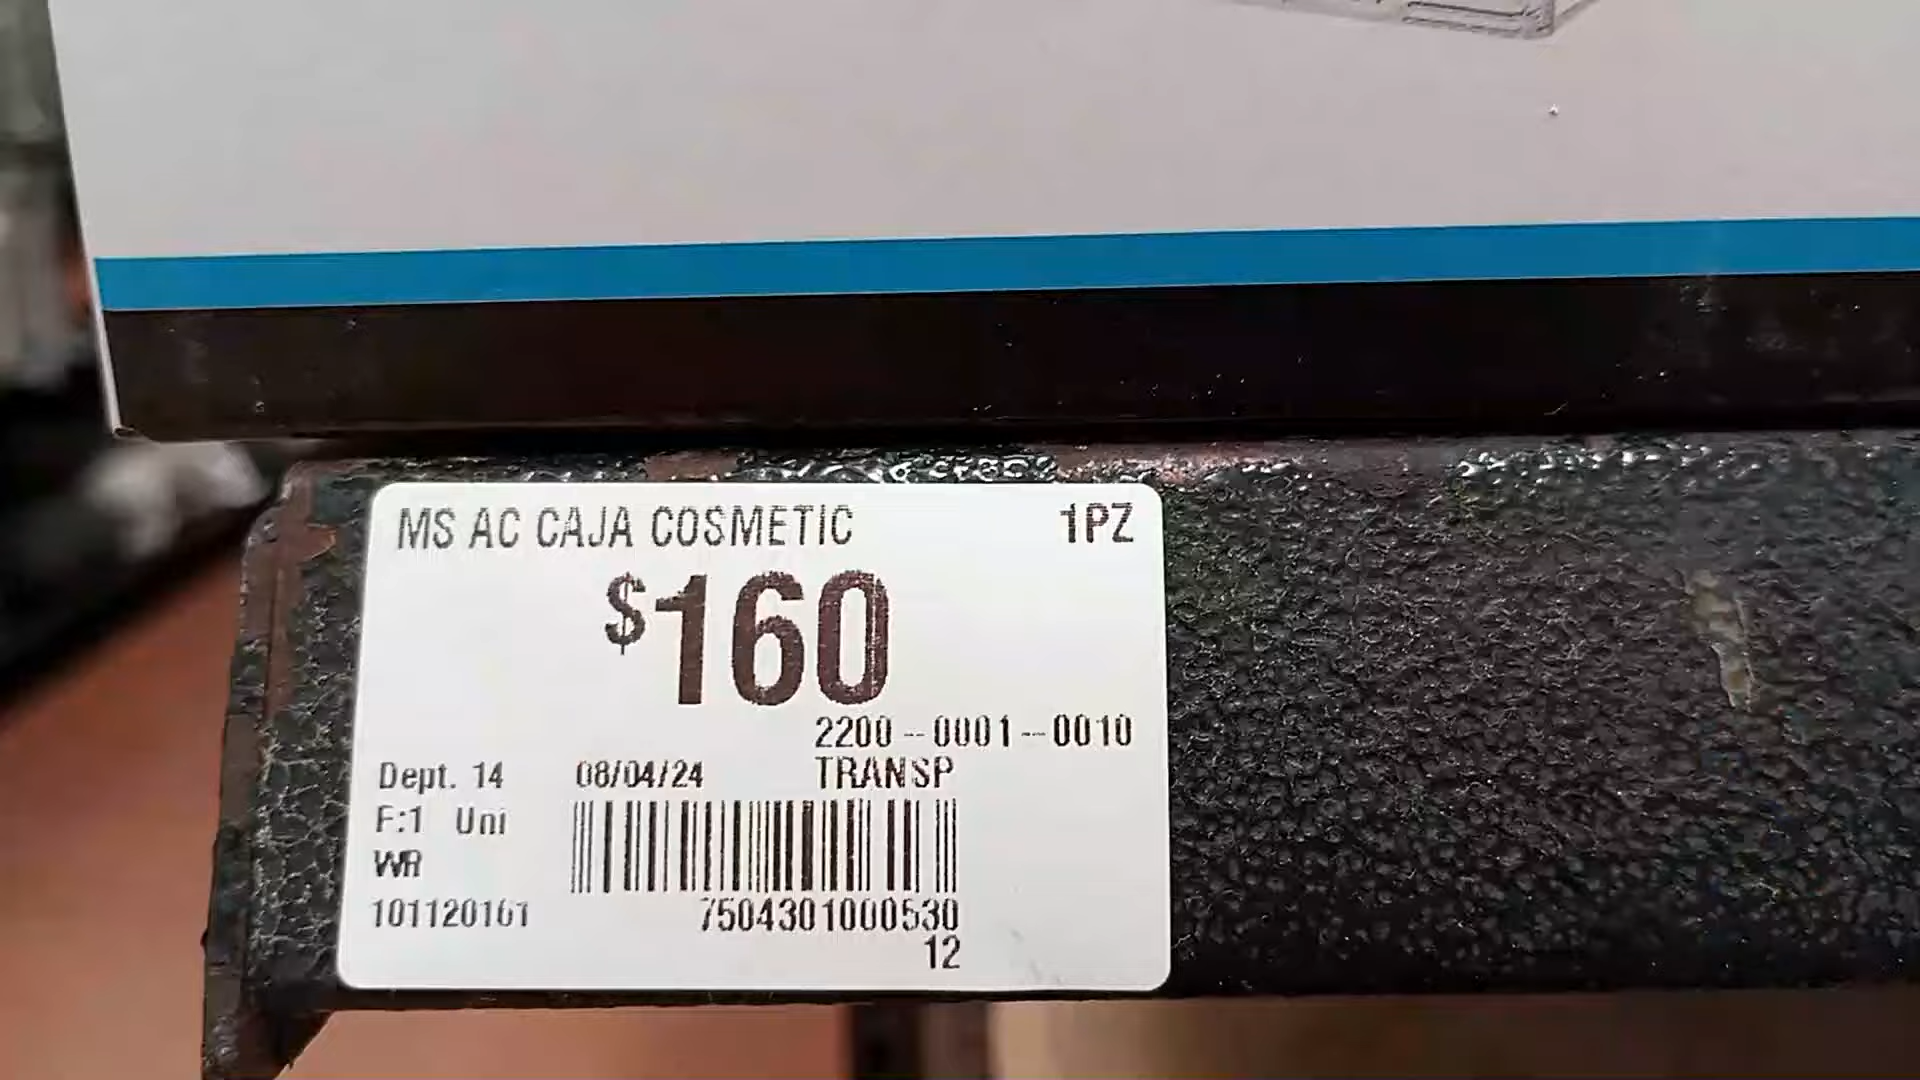 MS AC CAJA COSMETIC 1PZ
$160
2200--0001--0010
Dept. 14 08/04/24 TRANSP
F:1 Uni
WR
101120161 7504301000530
12